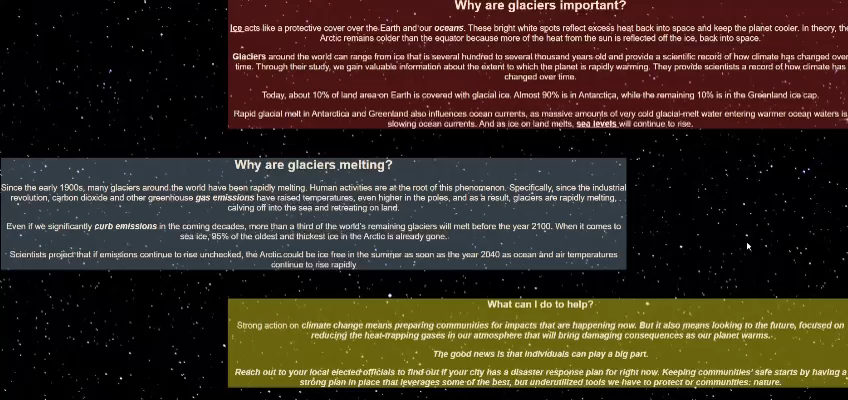 Why are glaciers important?
Ice acts like a protective cover over the Earth and our oceans. These bright white spots reflect excess heat back into space and keep the planet cooler. In theory, the
Arctic remains colder than the equator because more of the heat from the sun is reflected off the ice, back into space.
Glaciers around the world can range from ice that is several hundred to several thousand years old and provide a scientific record of how climate has changed over
time. Through their study, we gain valuable information about the extent to which the planet is rapidly warming. They provide scientists a record of how climate has
changed over time.
Today, about 10% of land area on Earth is covered with glacial ice. Almost 90% is in Antarctica, while the remaining 10% is in the Greenland ice cap.
Rapid glacial melt in Antarctica and Greenland also influences ocean currents, as massive amounts of very cold glacial-melt water entering warmer ocean waters is
slowing ocean currents. And as ice on land melts, sea levels will continue to rise.
Why are glaciers melting?
Since the early 1900s, many glaciers around the world have been rapidly melting. Human activities are at the root of this phenomenon. Specifically, since the industrial
revolution, carbon dioxide and other greenhouse gas emissions have raised temperatures, even higher in the poles, and as a result, glaciers are rapidly melting,
calving off into the sea and retreating on land.
Even if we significantly curb emissions in the coming decades, more than a third of the world's remaining glaciers will melt before the year 2100. When it comes to
sea ice, 95% of the oldest and thickest ice in the Arctic is already gone.
Scientists project that if emissions continue to rise unchecked, the Arctic could be ice free in the summer as soon as the year 2040 as ocean and air temperatures
continue to rise rapidly
What can I do to help?
Strong action on climate change means preparing communities for impacts that are happening now. But it also means looking to the future, focused on
reducing the heat-trapping gases in our atmosphere that will bring damaging consequences as our planet warms.
The good news is that individuals can play a big part.
Reach out to your local elected officials to find out if your city has a disaster response plan for right now. Keeping communities' safe starts by having a
strong plan in place that leverages some of the best, but underutilized tools we have to protect or communities: nature.